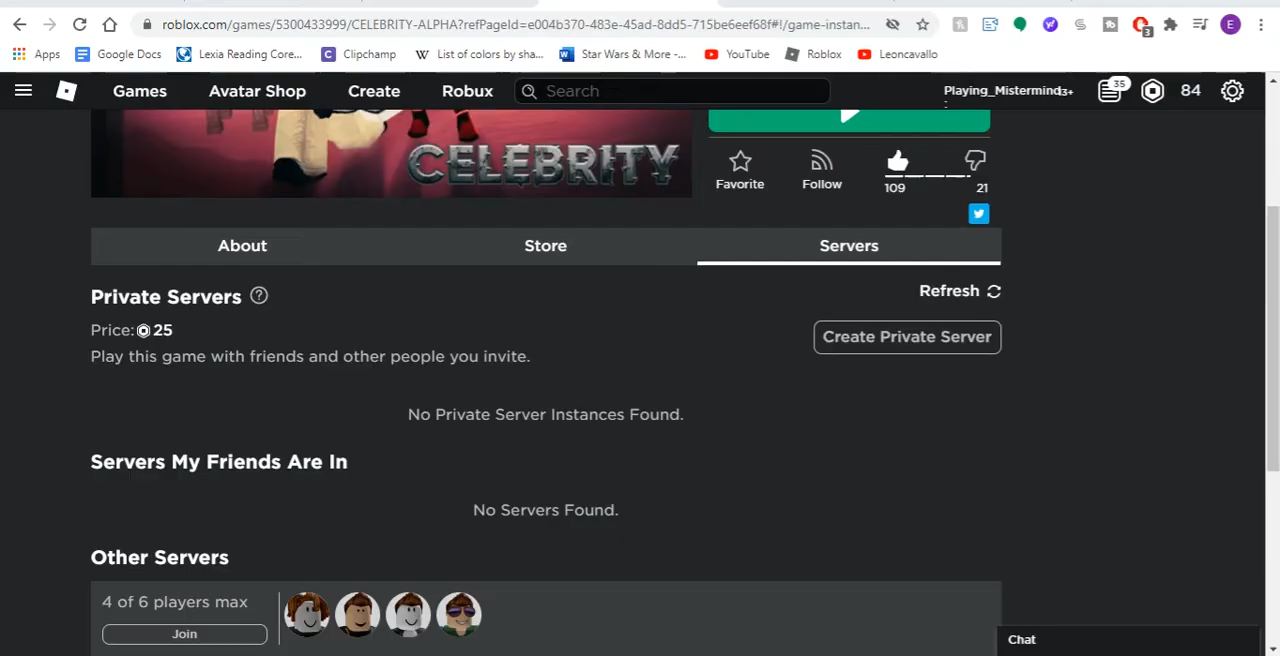 roblox.com/games/5300433999/CELEBRITY-ALPHA?refPageId=e004b370-483e-45ad-8dd5-715be6eef68f#!/game-instan...
3
E
Apps
Google Docs
Lexia Reading Core...
Clipchamp
List of colors by sha...
Star Wars & More -...
YouTube
Roblox
Leoncavallo
Games
Avatar Shop
Create
Robux
Search
Playing_Mistermind
13+
35
84
CELEBRITY
Favorite
Follow
109
21
About
Store
Servers
Private Servers
Refresh
Price: 25
Create Private Server
Play this game with friends and other people you invite.
No Private Server Instances Found.
Servers My Friends Are In
No Servers Found.
Other Servers
4 of 6 players max
Join
Chat